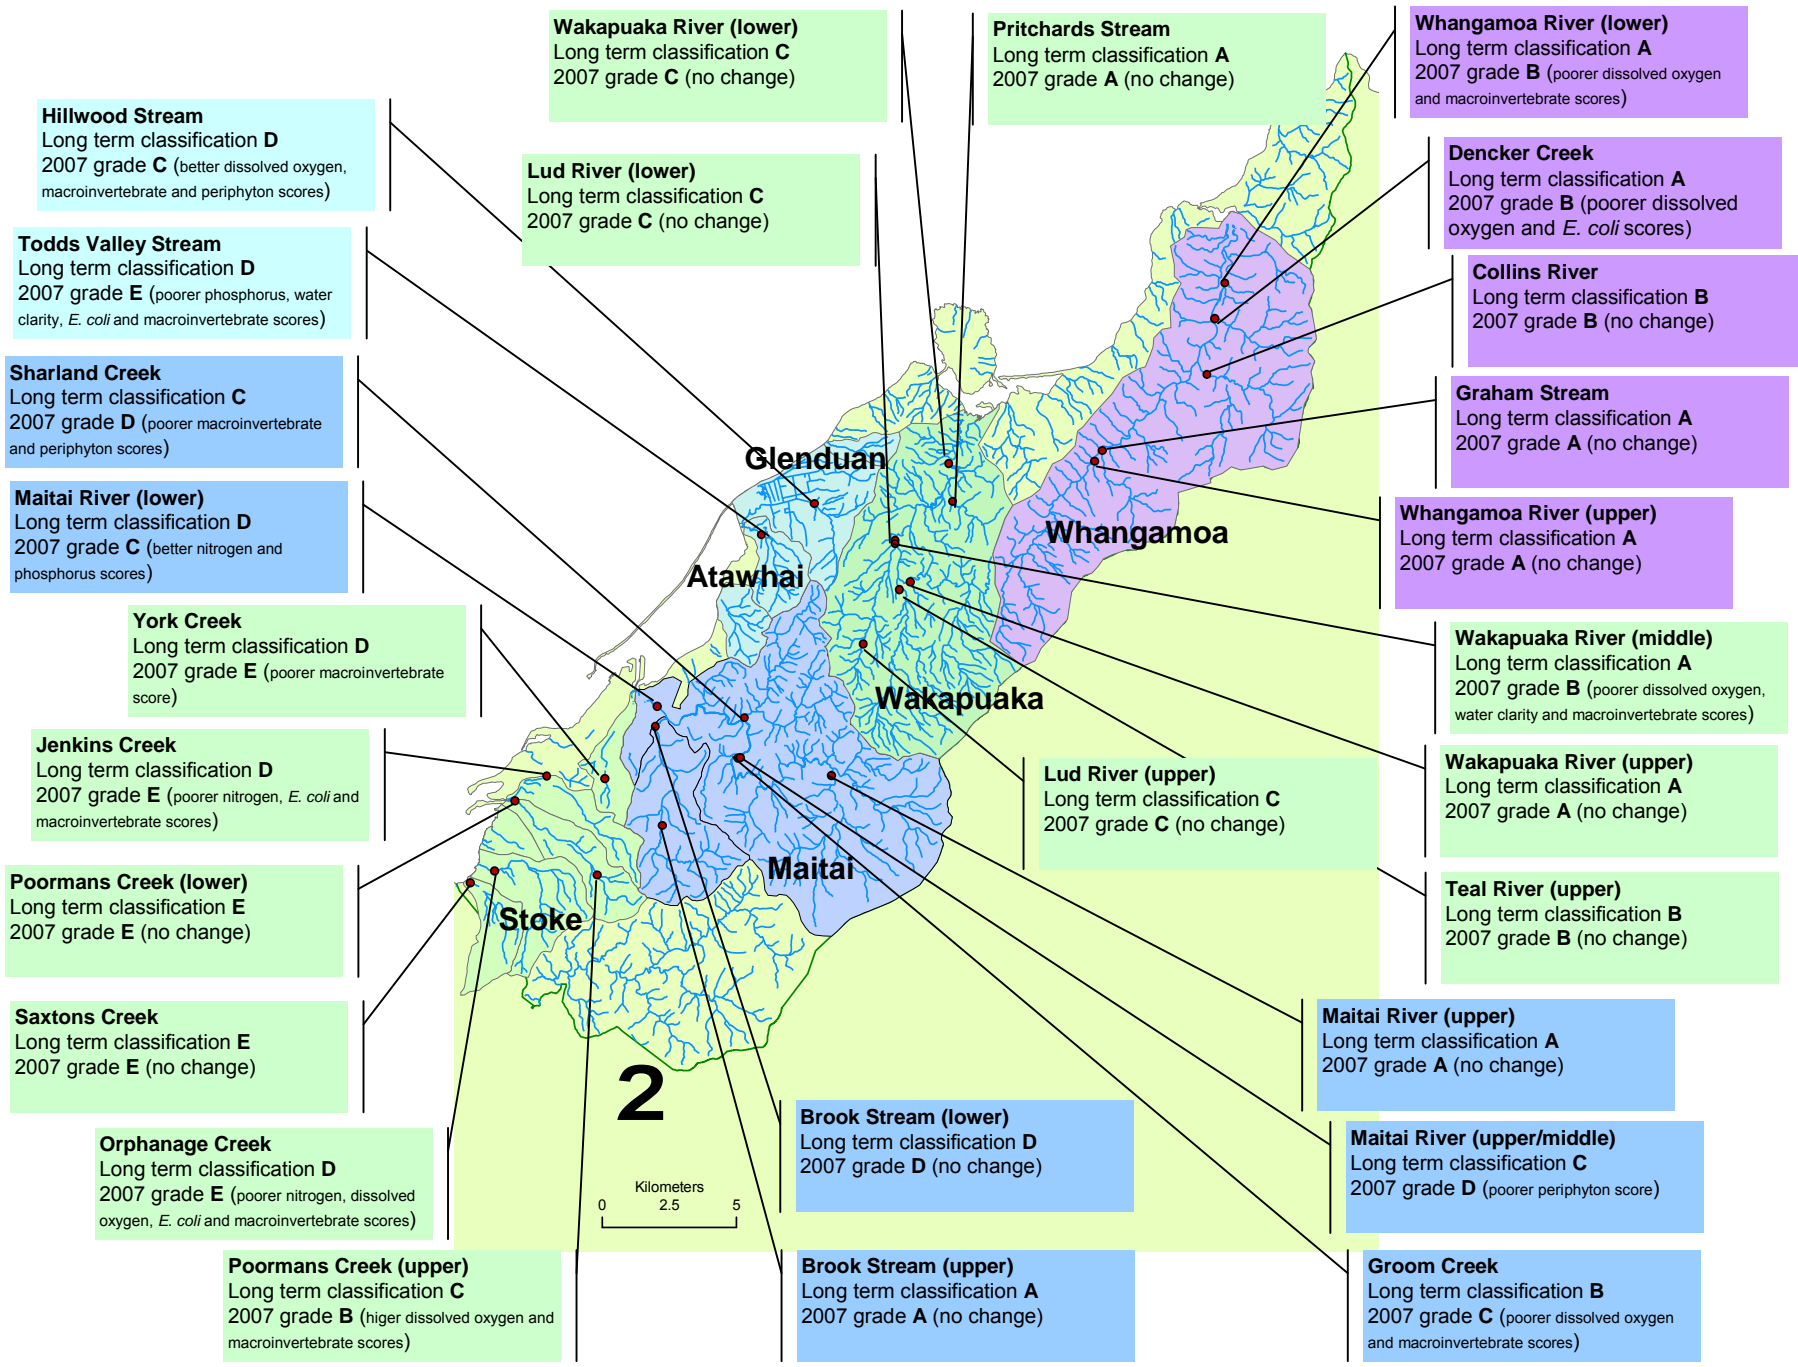 Wakapuaka River (lower)
Long term classification C
2007 grade C (no change)
Pritchards Stream
Long term classification A
2007 grade A (no change)
Whangamoa River (lower)
Long term classification A
2007 grade B (poorer dissolved oxygen
and macroinvertebrate scores)
Hillwood Stream
Long term classification D
2007 grade C (better dissolved oxygen,
macroinvertebrate and periphyton scores)
Lud River (lower)
Long term classification C
2007 grade C (no change)
Dencker Creek
Long term classification A
2007 grade B (poorer dissolved
oxygen and E. coli scores)
Todds Valley Stream
Long term classification D
2007 grade E (poorer phosphorus, water
clarity, E. coli and macroinvertebrate scores)
Collins River
Long term classification B
2007 grade B (no change)
Sharland Creek
Long term classification C
2007 grade D (poorer macroinvertebrate
and periphyton scores)
Graham Stream
Long term classification A
2007 grade A (no change)
Maitai River (lower)
Long term classification D
2007 grade C (better nitrogen and
phosphorus scores)
Whangamoa River (upper)
Long term classification A
2007 grade A (no change)
Glenduan
Whangamoa
Atawhai
Wakapuaka
Maitai
Stoke
York Creek
Long term classification D
2007 grade E (poorer macroinvertebrate
score)
Wakapuaka River (middle)
Long term classification A
2007 grade B (poorer dissolved oxygen,
water clarity and macroinvertebrate scores)
Jenkins Creek
Long term classification D
2007 grade E (poorer nitrogen, E. coli and
macroinvertebrate scores)
Lud River (upper)
Long term classification C
2007 grade C (no change)
Wakapuaka River (upper)
Long term classification A
2007 grade A (no change)
Poormans Creek (lower)
Long term classification E
2007 grade E (no change)
Teal River (upper)
Long term classification B
2007 grade B (no change)
Saxtons Creek
Long term classification E
2007 grade E (no change)
Maitai River (upper)
Long term classification A
2007 grade A (no change)
2
Orphanage Creek
Long term classification D
2007 grade E (poorer nitrogen, dissolved
oxygen, E. coli and macroinvertebrate scores)
Kilometers
0 2.5 5
Brook Stream (lower)
Long term classification D
2007 grade D (no change)
Maitai River (upper/middle)
Long term classification C
2007 grade D (poorer periphyton score)
Poormans Creek (upper)
Long term classification C
2007 grade B (higer dissolved oxygen and
macroinvertebrate scores)
Brook Stream (upper)
Long term classification A
2007 grade A (no change)
Groom Creek
Long term classification B
2007 grade C (poorer dissolved oxygen
and macroinvertebrate scores)